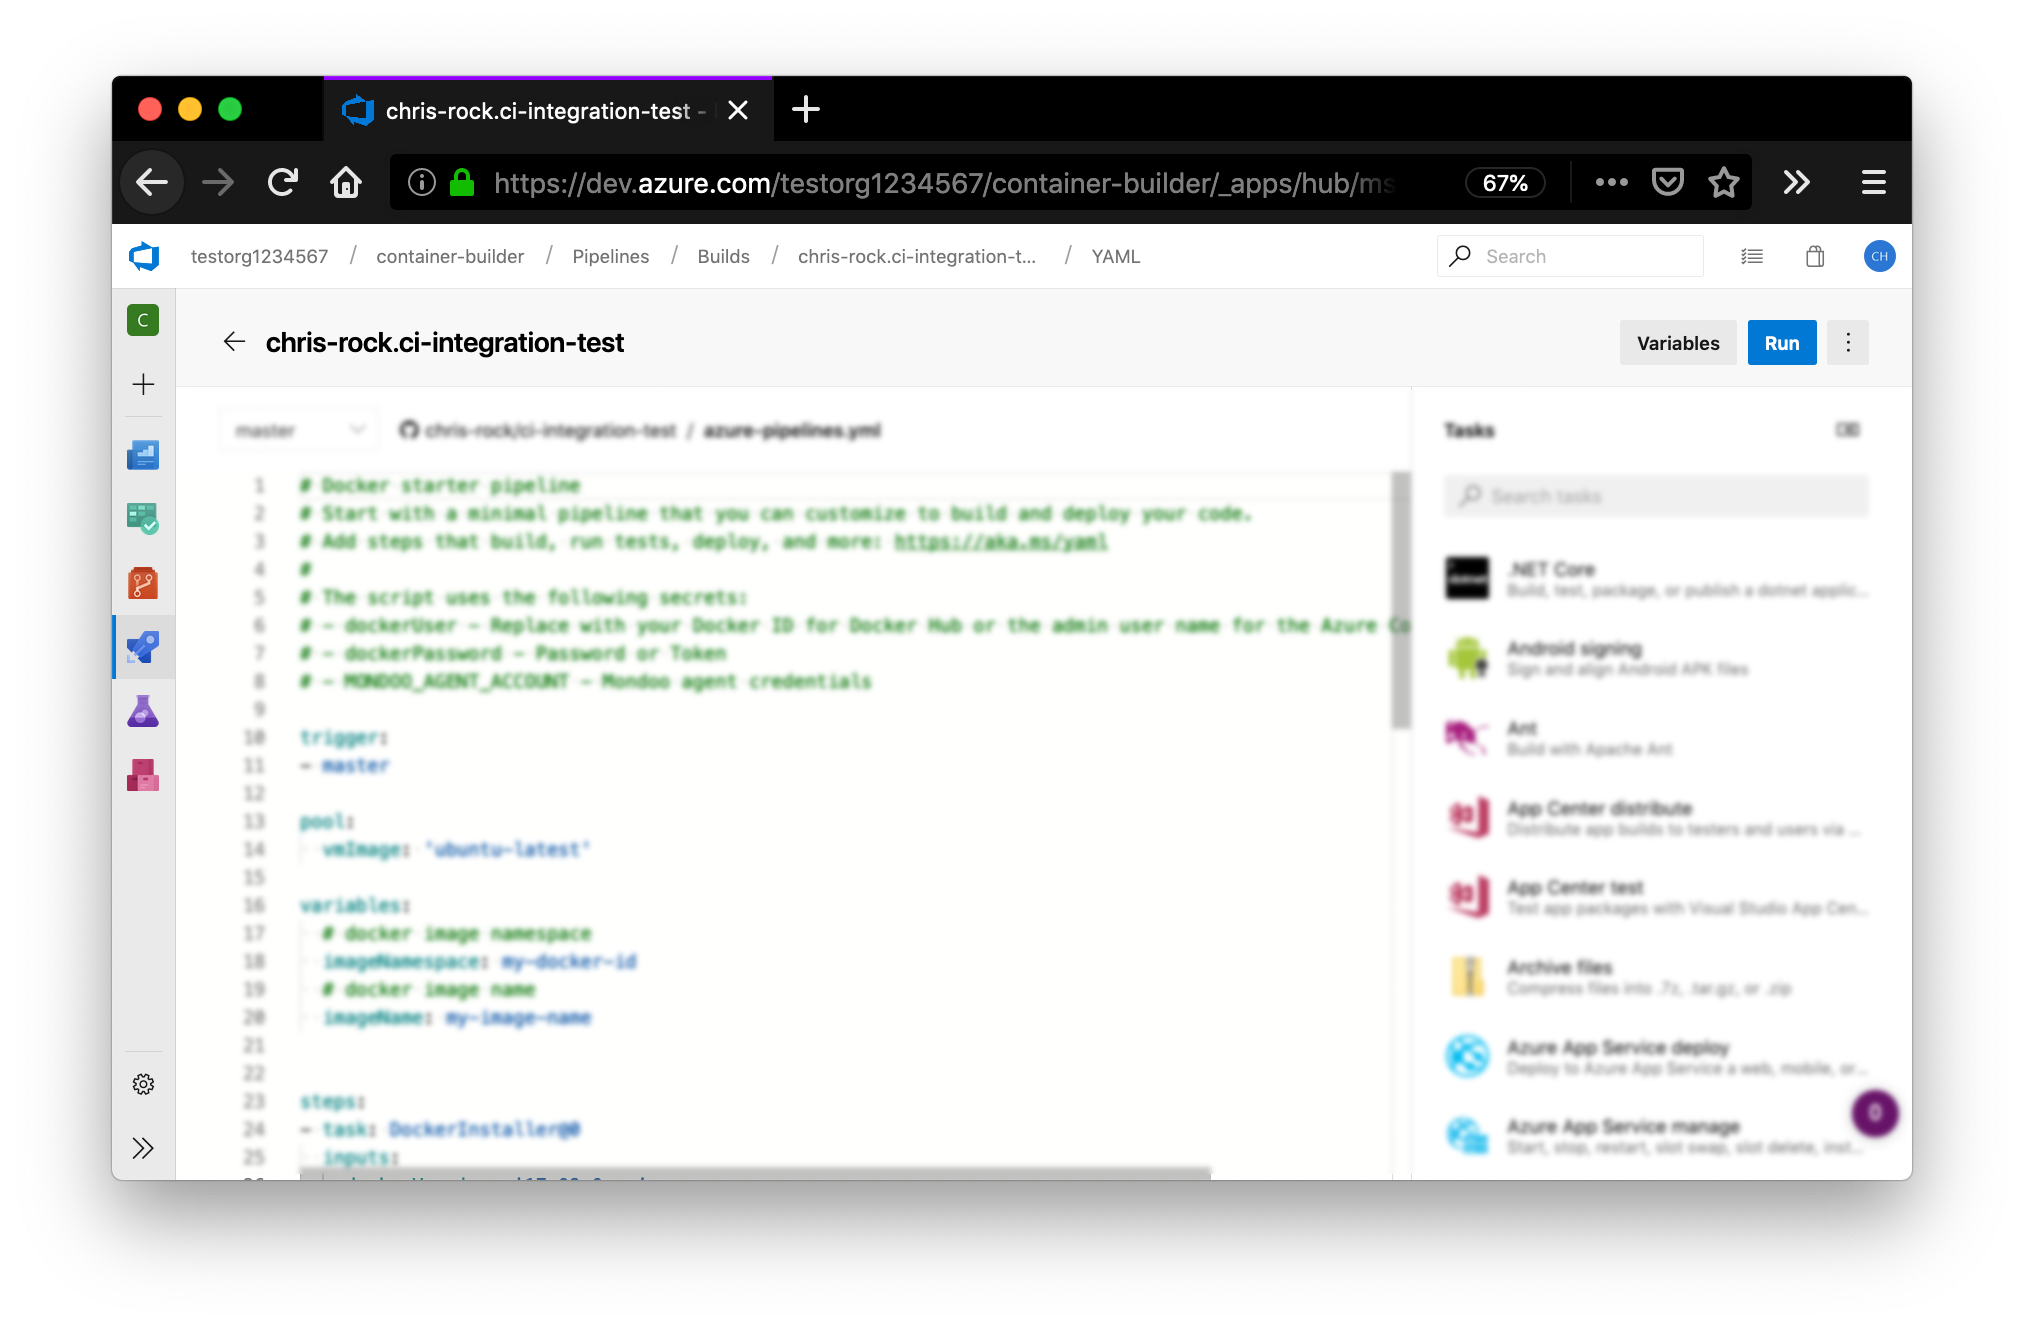 chris-rock.ci-integration-test -
https://dev.azure.com/testorg1234567/container-builder/_apps/hub/ms
67%
testorg1234567 / container-builder / Pipelines / Builds / chris-rock.ci-integration-t... / YAML
Search
CH
C
chris-rock.ci-integration-test
Variables
Run
master
chris-rock/ci-integration-test / azure-pipelines.yml
1 # Docker starter pipeline
2 # Start with a minimal pipeline that you can customize to build and deploy your code.
3 # Add steps that build, run tests, deploy, and more: https://aka.ms/yaml
4 #
5 # The script uses the following secrets:
6 # - dockerUser - Replace with your Docker ID for Docker Hub or the admin user name for the Azure Co
7 # - dockerPassword - Password or Token
8 # - MONDOO_AGENT_ACCOUNT - Mondoo agent credentials
9
10 trigger:
11 - master
12
13 pool:
14 vmImage: 'ubuntu-latest'
15
16 variables:
17 # docker image namespace
18 imageNamespace: my-docker-id
19 # docker image name
20 imageName: my-image-name
21
22
23 steps:
24 - task: DockerInstaller@0
25 inputs:
Tasks
Search tasks
.NET Core
Build, test, package, or publish a dotnet applic...
Android signing
Sign and align Android APK files
Ant
Build with Apache Ant
App Center distribute
Distribute app builds to testers and users via ...
App Center test
Test app packages with Visual Studio App Cen...
Archive files
Compress files into .7z, .tar.gz, or .zip
Azure App Service deploy
Deploy to Azure App Service a web, mobile, or...
Azure App Service manage
Start, stop, restart, slot swap, slot delete, inst...